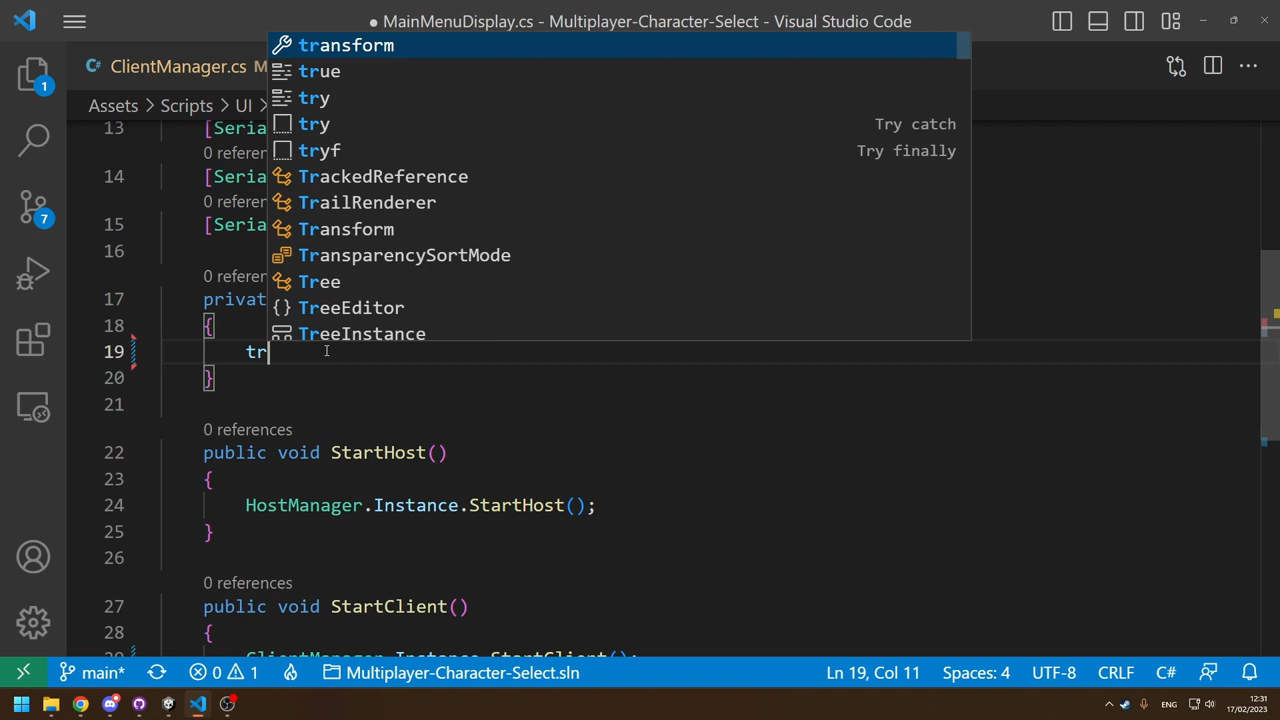 ● MainMenuDisplay.cs - Multiplayer-Character-Select - Visual Studio Code
1
7
C# ClientManager.cs M
Assets > Scripts > UI >
transform
true
try
try Try catch
tryf Try finally
TrackedReference
TrailRenderer
Transform
TransparencySortMode
Tree
TreeEditor
TreeInstance
13 [Seria
0 referen
14 [Seria
0 referen
15 [Seria
16
0 referen
17 privat
18 {
19 tr
20 }
21
0 references
22 public void StartHost()
23 {
24 HostManager.Instance.StartHost();
25 }
26
0 references
27 public void StartClient()
28 {
29 ClientManager.Instance.StartClient();
main* 0 1 Multiplayer-Character-Select.sln Ln 19, Col 11 Spaces: 4 UTF-8 CRLF C#
ENG 12:31
17/02/2023